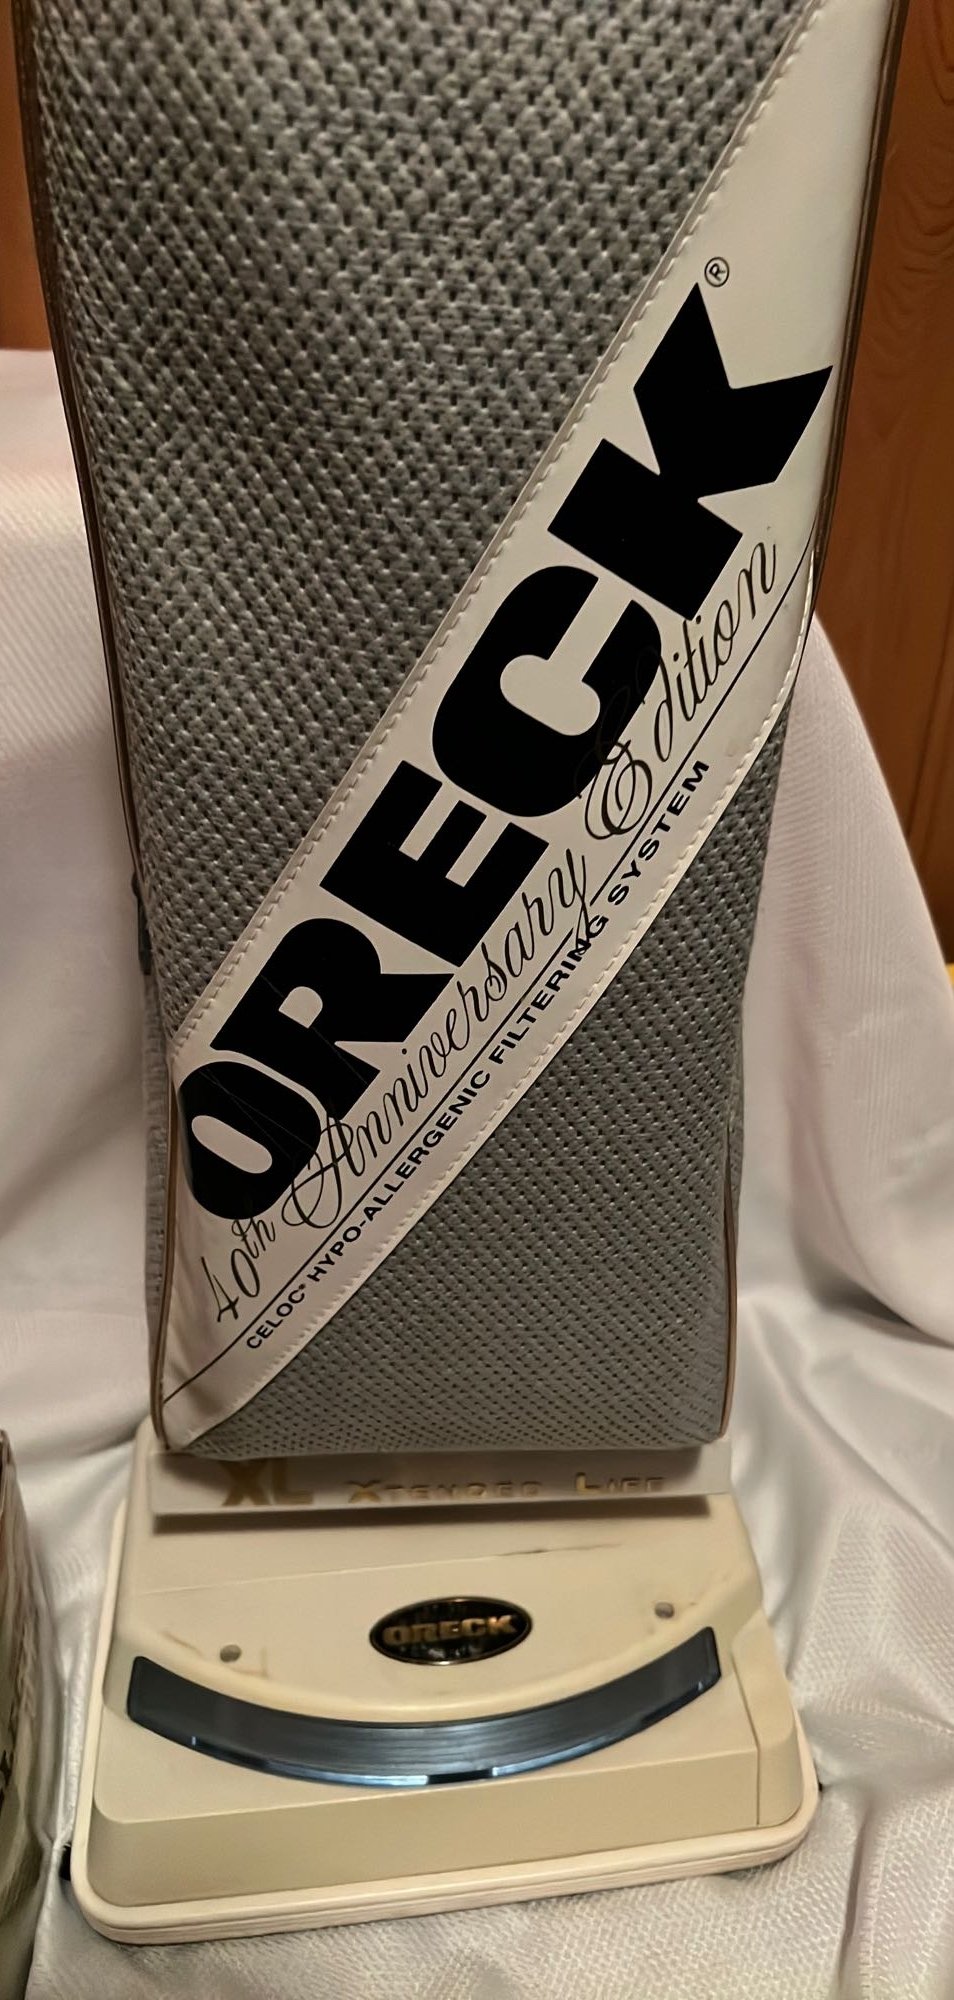 ORECK®
40th Anniversary Edition
CELOC® HYPO-ALLERGENIC FILTERING SYSTEM
XL XTENDED LIFE
ORECK